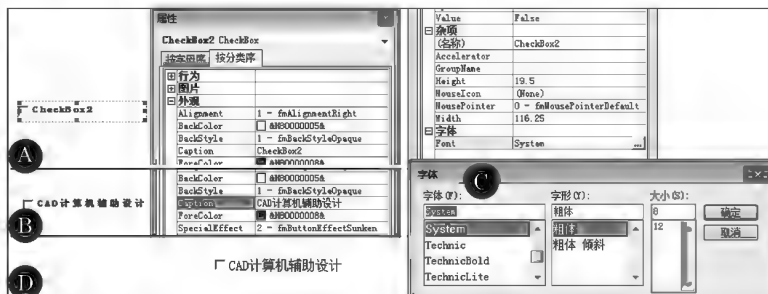 属性
CheckBox2 CheckBox
按字母序 按分类序
行为
图片
外观
Alignment 1 - fmAlignmentRight
BackColor &H80000005&
BackStyle 1 - fmBackStyleOpaque
Caption CheckBox2
ForeColor &H80000008&
CheckBox2
A
Value False
杂项
(名称) CheckBox2
Accelerator
GroupName
Height 19.5
MouseIcon (None)
MousePointer 0 - fmMousePointerDefault
Width 116.25
字体
Font System ...
BackColor &H80000005&
BackStyle 1 - fmBackStyleOpaque
Caption CAD计算机辅助设计
ForeColor &H80000008&
SpecialEffect 2 - fmButtonEffectSunken
CAD计算机辅助设计
B
字体
C
字体(F): 字形(Y): 大小(S):
System 粗体 8 确定
System 粗体 12 取消
Technic 粗体 倾斜
TechnicBold
TechnicLite
CAD计算机辅助设计
D